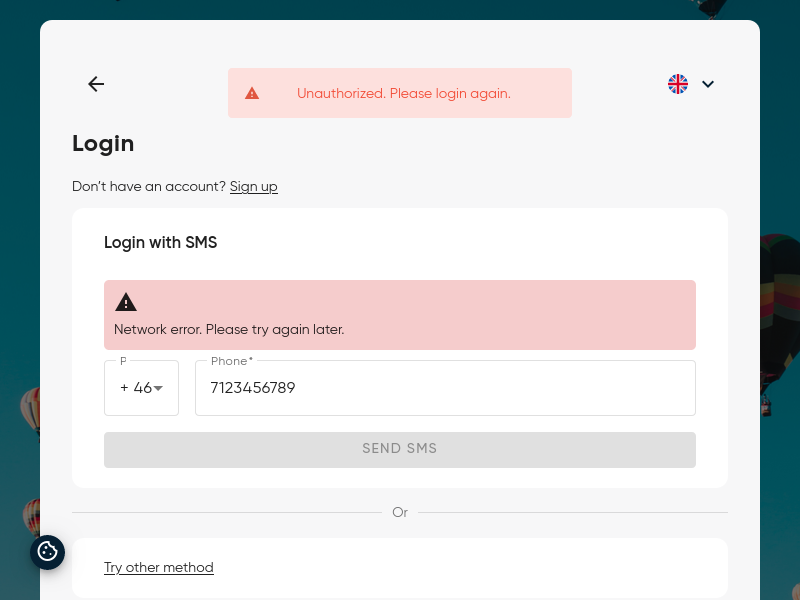 Unauthorized. Please login again.
Login
Don't have an account? Sign up
Login with SMS
Network error. Please try again later.
P
+ 46
Phone*
7123456789
SEND SMS
Or
Try other method